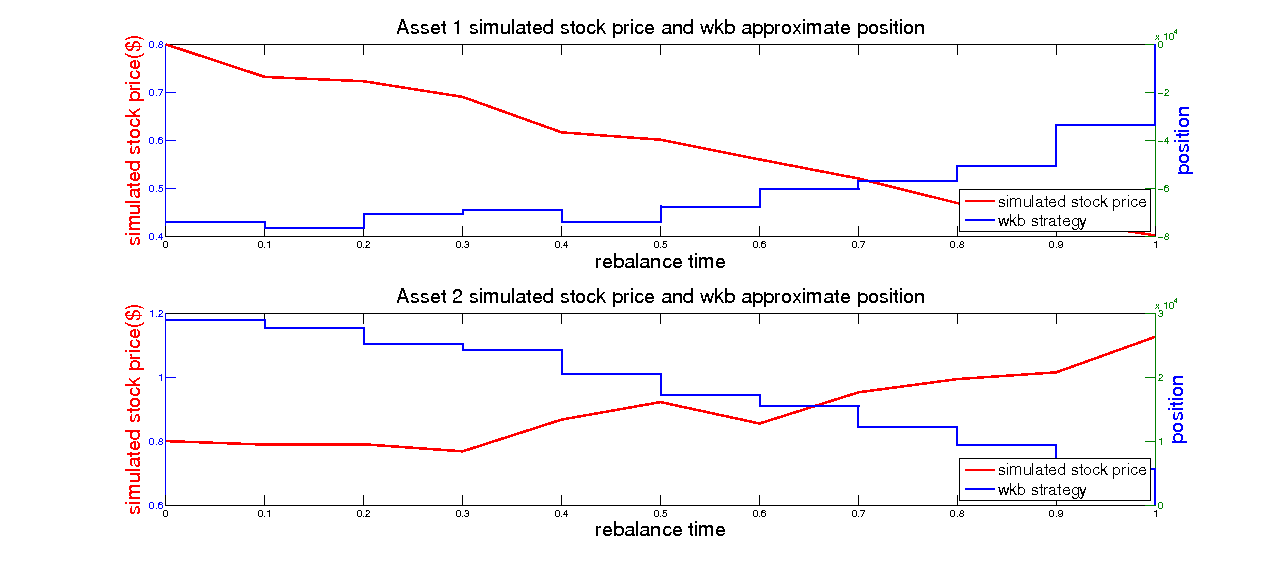 Asset 1 simulated stock price and wkb approximate position
x 10^4
0.8 0
0.7 -2
0.6 -4
0.5 -6
0.4 -8
simulated stock price($)
position
simulated stock price
wkb strategy
0 0.1 0.2 0.3 0.4 0.5 0.6 0.7 0.8 0.9 1
rebalance time
Asset 2 simulated stock price and wkb approximate position
x 10^4
1.2 3
1 2
0.8 1
0.6 0
simulated stock price($)
position
simulated stock price
wkb strategy
0 0.1 0.2 0.3 0.4 0.5 0.6 0.7 0.8 0.9 1
rebalance time